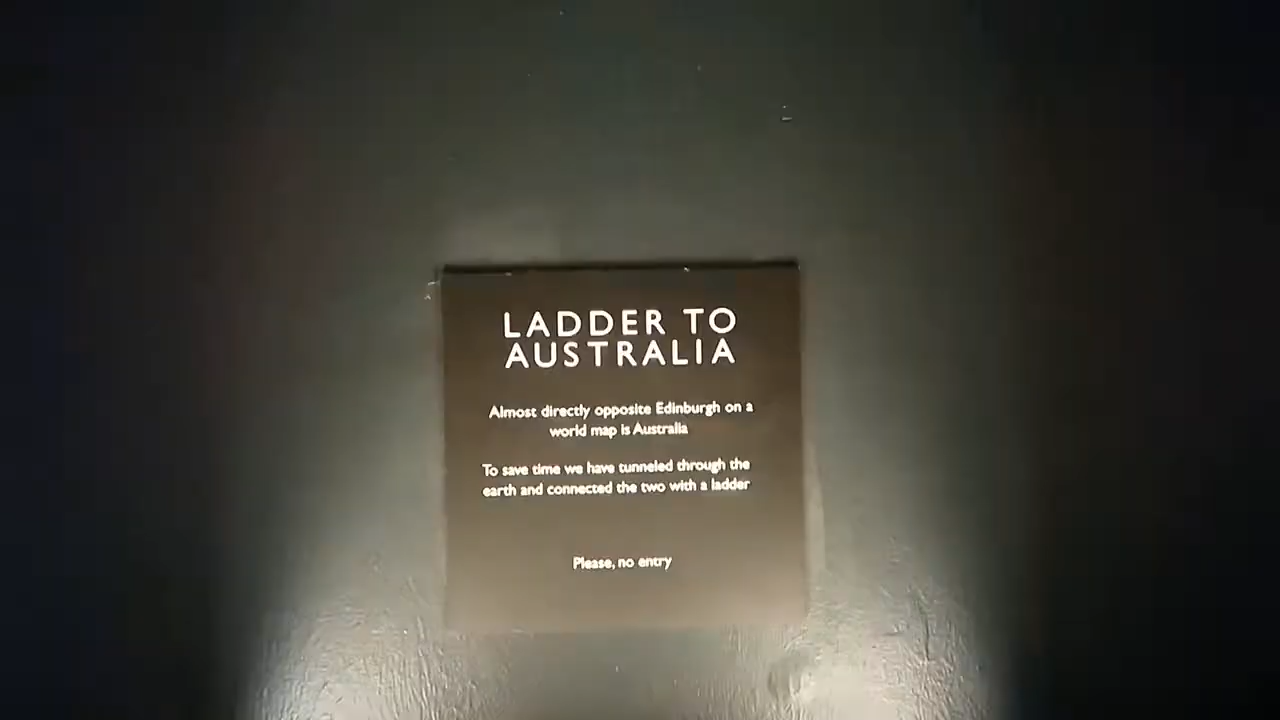 LADDER TO
AUSTRALIA
Almost directly opposite Edinburgh on a
world map is Australia
To save time we have tunneled through the
earth and connected the two with a ladder
Please, no entry